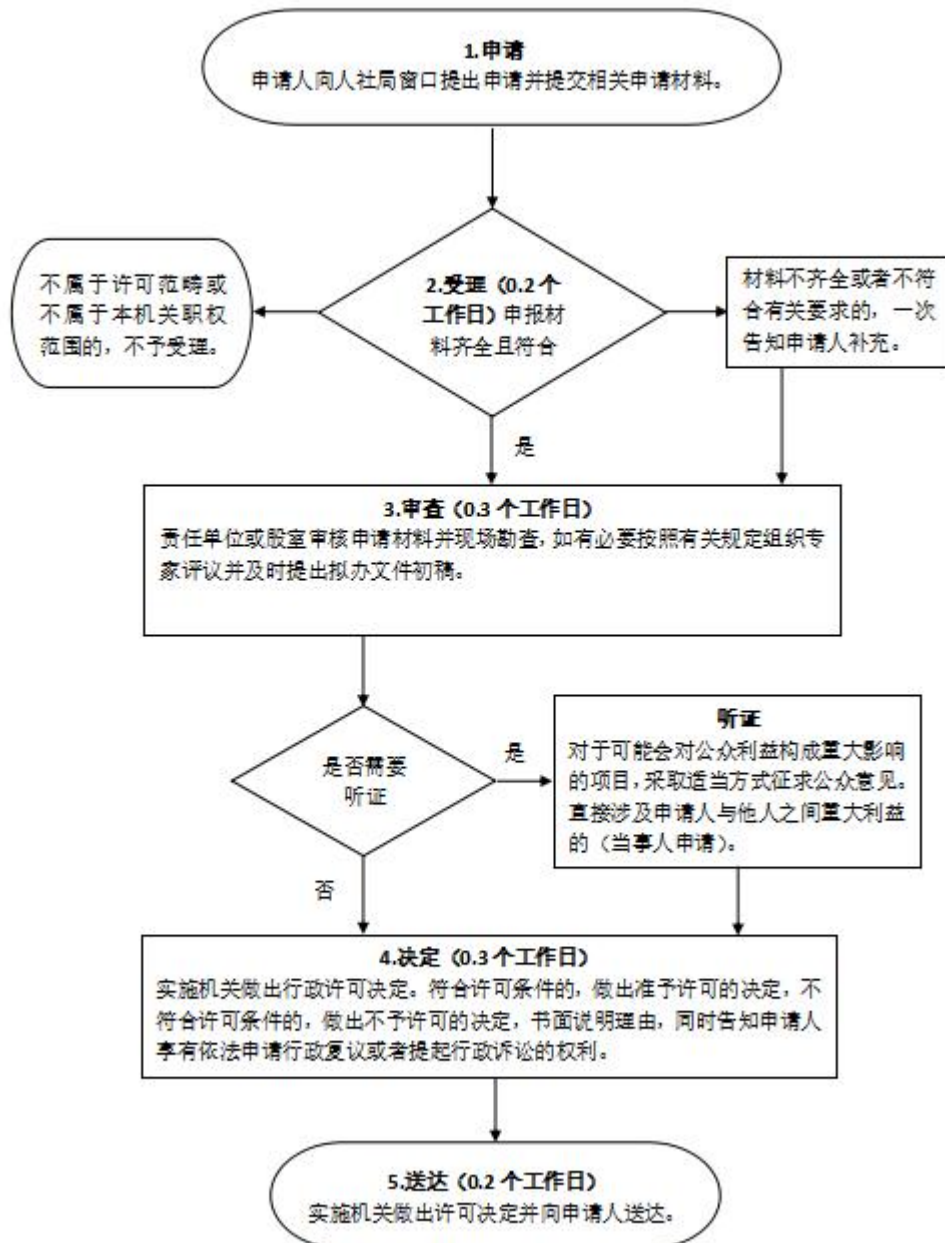 1.申请
申请人向人社局窗口提出申请并提交相关申请材料。
不属于许可范畴或
不属于本机关职权
范围的，不予受理。
2.受理（0.2 个
工作日）申报材
料齐全且符合
材料不齐全或者不符
合有关要求的，一次
告知申请人补充。
是
3.审查（0.3 个工作日）
责任单位或股室审核申请材料并现场勘查，如有必要按照有关规定组织专
家评议并及时提出拟办文件初稿。
是否需要
听证
是
听证
对于可能会对公众利益构成重大影响
的项目，采取适当方式征求公众意见。
直接涉及申请人与他人之间重大利益
的（当事人申请）。
否
4.决定（0.3 个工作日）
实施机关做出行政许可决定。符合许可条件的，做出准予许可的决定，不
符合许可条件的，做出不予许可的决定，书面说明理由，同时告知申请人
享有依法申请行政复议或者提起行政诉讼的权利。
5.送达（0.2 个工作日）
实施机关做出许可决定并向申请人送达。